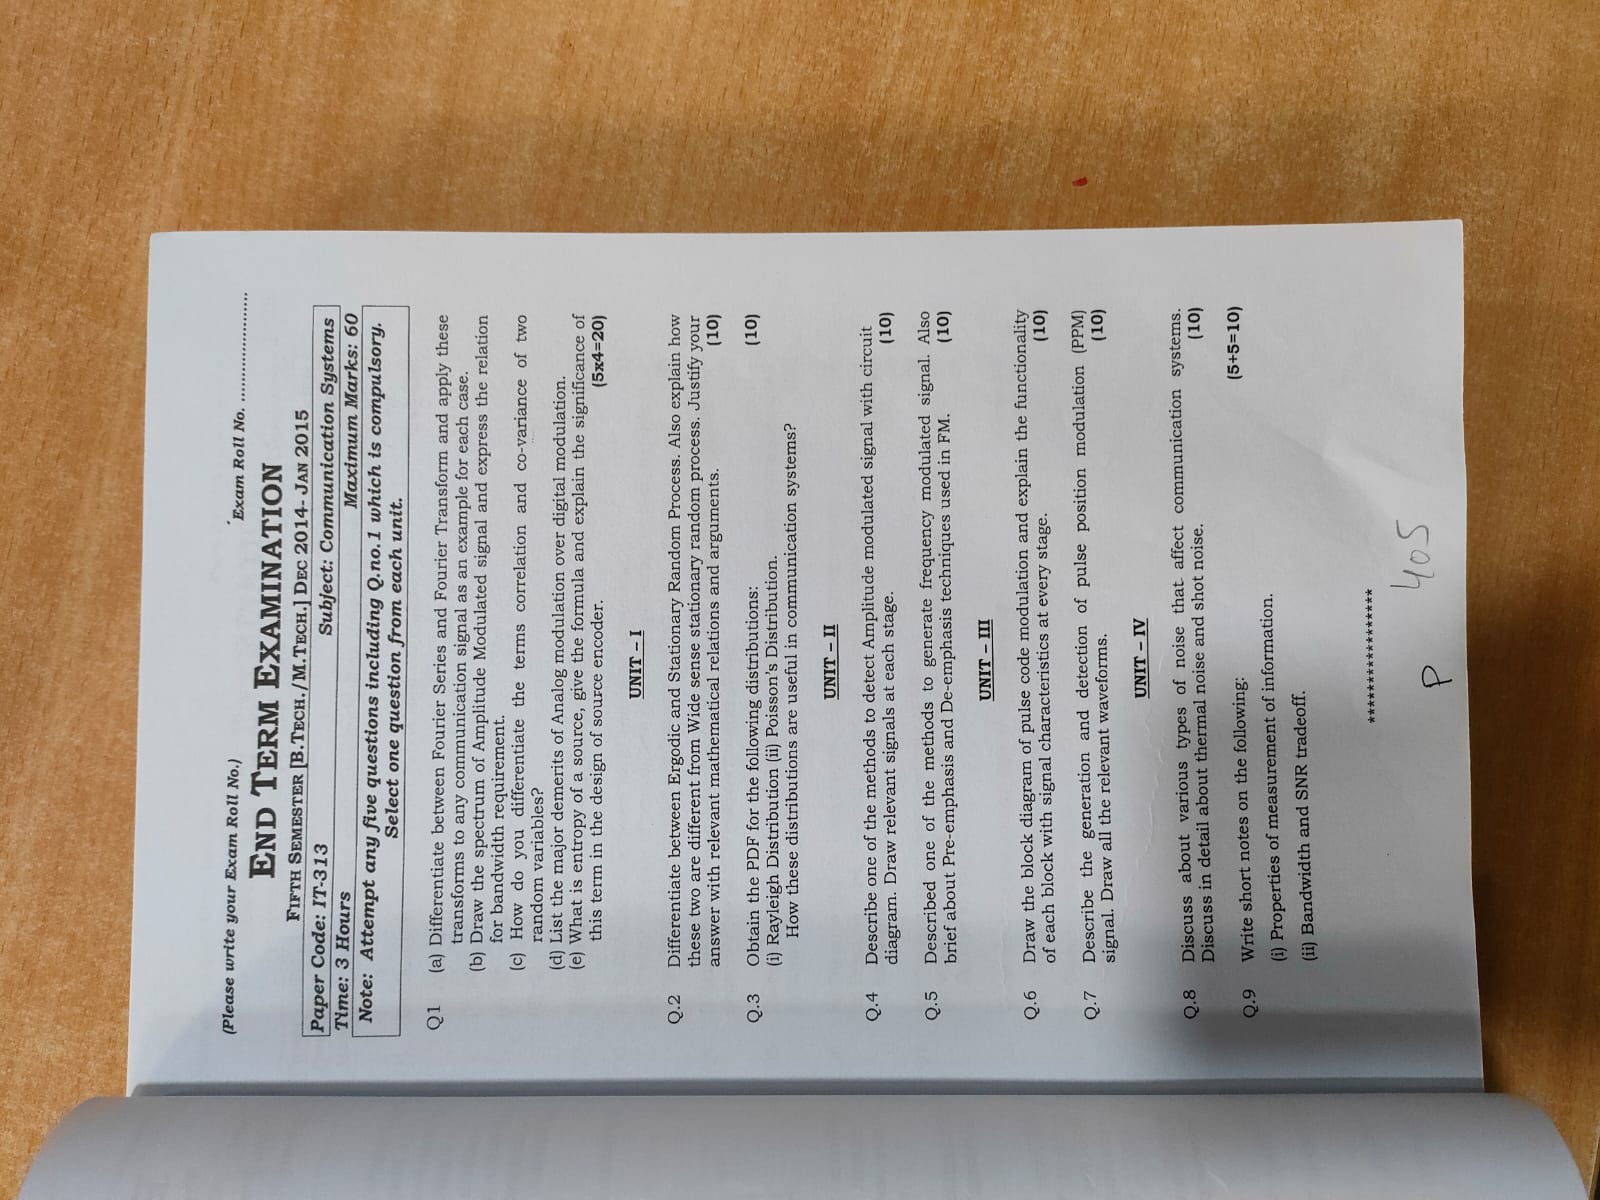 (Please write your Exam Roll No.) Exam Roll No. ........................
END TERM EXAMINATION
FIFTH SEMESTER [B.TECH./M.TECH.] DEC 2014- JAN 2015
Paper Code: IT-313 Subject: Communication Systems
Time: 3 Hours Maximum Marks: 60
Note: Attempt any five questions including Q.no.1 which is compulsory.
Select one question from each unit.
Q1 (a) Differentiate between Fourier Series and Fourier Transform and apply these
transforms to any communication signal as an example for each case.
(b) Draw the spectrum of Amplitude Modulated signal and express the relation
for bandwidth requirement.
(c) How do you differentiate the terms correlation and co-variance of two
random variables?
(d) List the major demerits of Analog modulation over digital modulation.
(e) What is entropy of a source, give the formula and explain the significance of
this term in the design of source encoder. (5x4=20)
UNIT – I
Q.2 Differentiate between Ergodic and Stationary Random Process. Also explain how
these two are different from Wide sense stationary random process. Justify your
answer with relevant mathematical relations and arguments. (10)
Q.3 Obtain the PDF for the following distributions: (10)
(i) Rayleigh Distribution (ii) Poisson's Distribution.
How these distributions are useful in communication systems?
UNIT – II
Q.4 Describe one of the methods to detect Amplitude modulated signal with circuit
diagram. Draw relevant signals at each stage. (10)
Q.5 Described one of the methods to generate frequency modulated signal. Also
brief about Pre-emphasis and De-emphasis techniques used in FM. (10)
UNIT – III
Q.6 Draw the block diagram of pulse code modulation and explain the functionality
of each block with signal characteristics at every stage. (10)
Q.7 Describe the generation and detection of pulse position modulation (PPM)
signal. Draw all the relevant waveforms. (10)
UNIT – IV
Q.8 Discuss about various types of noise that affect communication systems.
Discuss in detail about thermal noise and shot noise. (10)
Q.9 Write short notes on the following: (5+5=10)
(i) Properties of measurement of information.
(ii) Bandwidth and SNR tradeoff.
******************
P 405